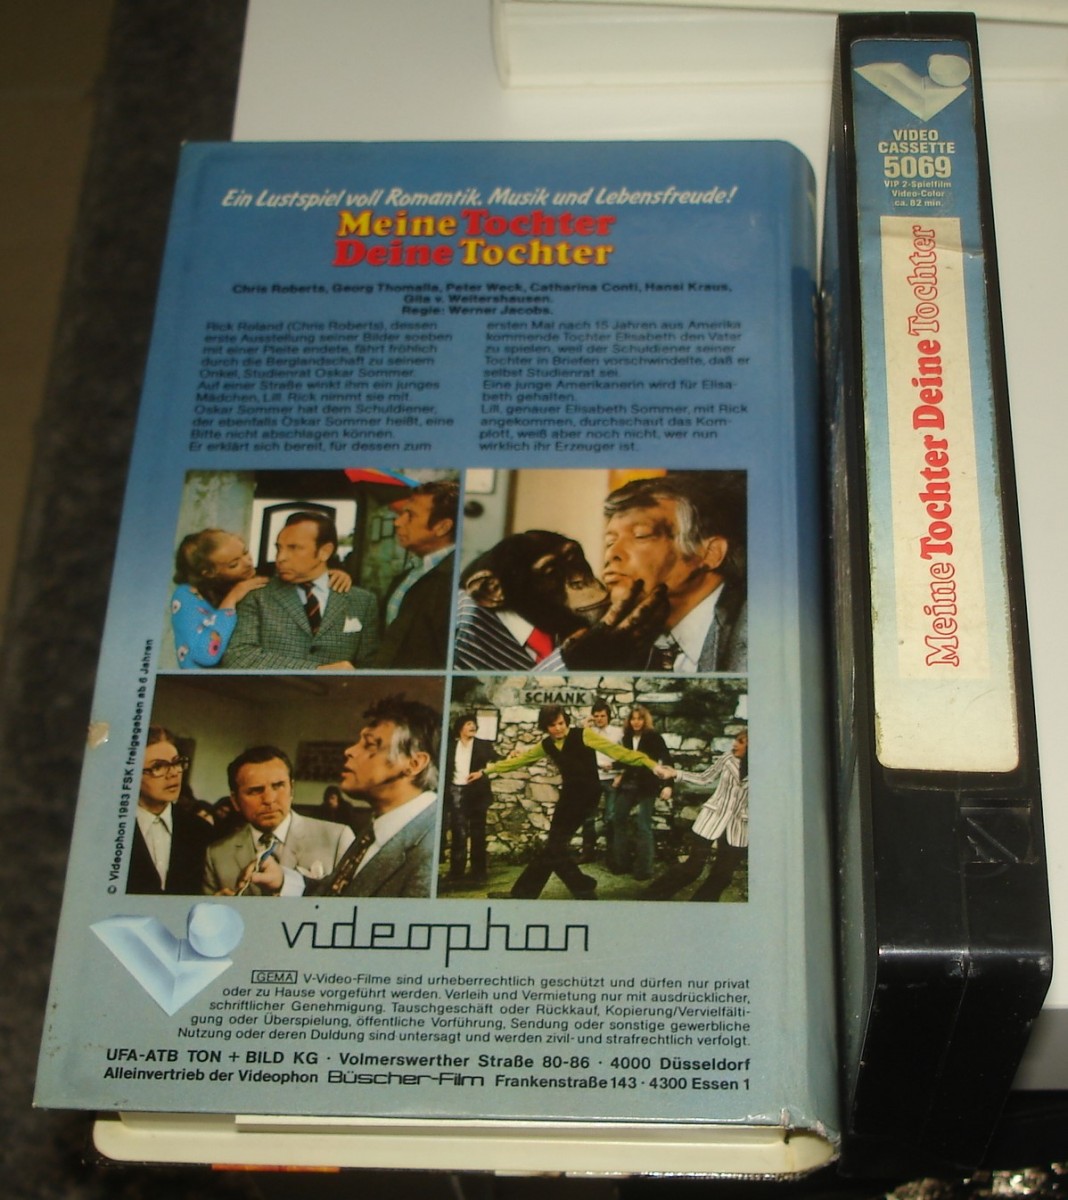 Ein Lustspiel voll Romantik, Musik und Lebensfreude!
Meine Tochter
Deine Tochter
Chris Roberts, Georg Thomalla, Peter Weck, Catharina Conti, Hansi Kraus,
Gila v. Weitershausen.
Regie: Werner Jacobs.
Rick Roland (Chris Roberts), dessen
erste Ausstellung seiner Bilder soeben
mit einer Pleite endete, fährt fröhlich
durch die Berglandschaft zu seinem
Onkel, Studienrat Oskar Sommer.
Auf einer Straße winkt ihm ein junges
Mädchen, Lill. Rick nimmt sie mit.
Oskar Sommer hat dem Schuldiener,
der ebenfalls Oskar Sommer heißt, eine
Bitte nicht abschlagen können.
Er erklärt sich bereit, für dessen zum
ersten Mal nach 15 Jahren aus Amerika
kommende Tochter Elisabeth den Vater
zu spielen, weil der Schuldiener seiner
Tochter in Briefen vorschwindelte, daß er
selbst Studienrat sei.
Eine junge Amerikanerin wird für Elisa-
beth gehalten.
Lill, genauer Elisabeth Sommer, mit Rick
angekommen, durchschaut das Kom-
plott, weiß aber noch nicht, wer nun
wirklich ihr Erzeuger ist.
SCHANK
© Videophon 1983 FSK freigegeben ab 6 Jahren
videophon
GEMA V-Video-Filme sind urheberrechtlich geschützt und dürfen nur privat
oder zu Hause vorgeführt werden. Verleih und Vermietung nur mit ausdrücklicher,
schriftlicher Genehmigung. Tauschgeschäft oder Rückkauf, Kopierung/Vervielfälti-
gung oder Überspielung, öffentliche Vorführung, Sendung oder sonstige gewerbliche
Nutzung oder deren Duldung sind untersagt und werden zivil- und strafrechtlich verfolgt.
UFA-ATB TON + BILD KG · Volmerswerther Straße 80-86 · 4000 Düsseldorf
Alleinvertrieb der Videophon Büscher-Film Frankenstraße 143 · 4300 Essen 1
VIDEO
CASSETTE
5069
VIP 2-Spielfilm
Video-Color
ca. 82 min.
Meine Tochter Deine Tochter